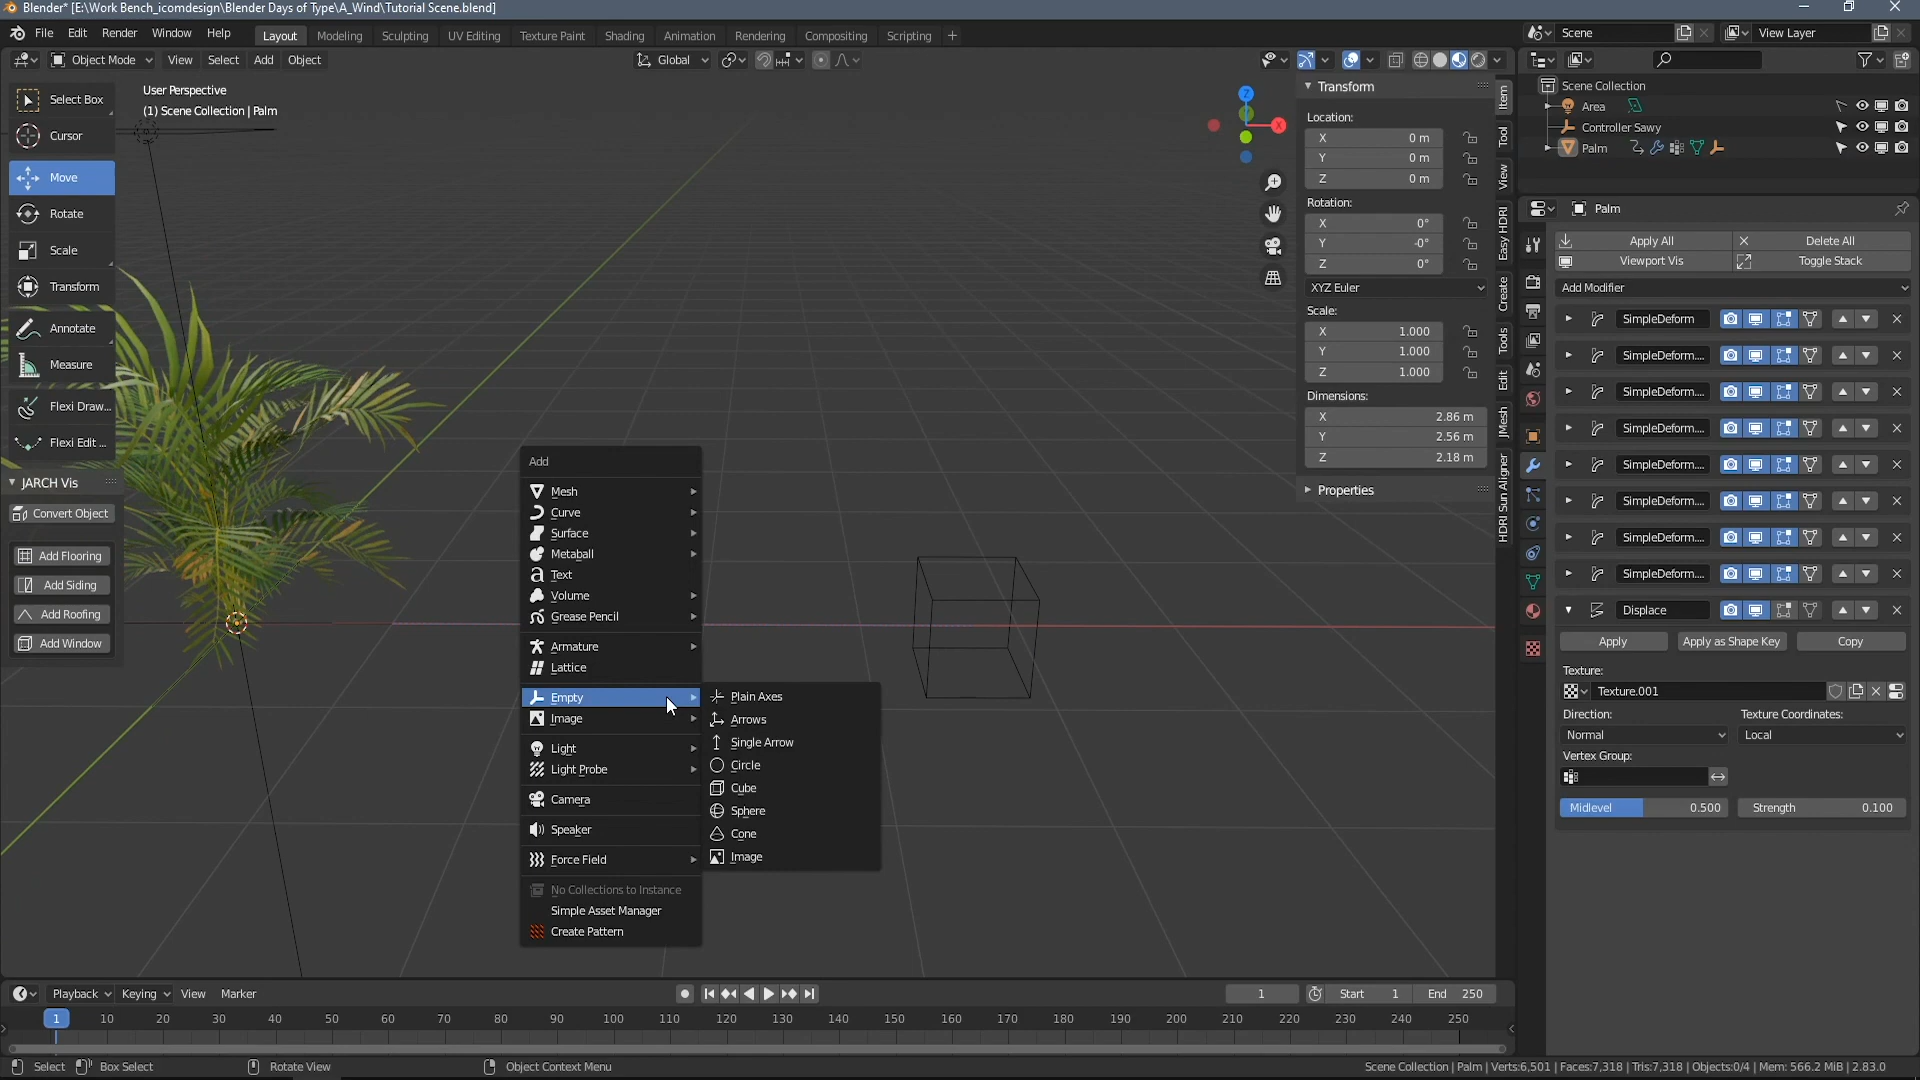 Blender* [E:\Work Bench_icomdesign\Blender Days of Type\A_Wind\Tutorial Scene.blend]
File Edit Render Window Help Layout Modeling Sculpting UV Editing Texture Paint Shading Animation Rendering Compositing Scripting + Scene View Layer
Object Mode View Select Add Object Global
User Perspective
(1) Scene Collection | Palm
Select Box
Cursor
Move
Rotate
Scale
Transform
Annotate
Measure
Flexi Draw...
Flexi Edit ...
JARCH Vis
Convert Object
Add Flooring
Add Siding
Add Roofing
Add Window
Add
Mesh
Curve
Surface
Metaball
Text
Volume
Grease Pencil
Armature
Lattice
Empty
Image
Light
Light Probe
Camera
Speaker
Force Field
No Collections to Instance
Simple Asset Manager
Create Pattern
Plain Axes
Arrows
Single Arrow
Circle
Cube
Sphere
Cone
Image
Z
X
Transform
Location:
X 0 m
Y 0 m
Z 0 m
Rotation:
X 0°
Y -0°
Z 0°
XYZ Euler
Scale:
X 1.000
Y 1.000
Z 1.000
Dimensions:
X 2.86 m
Y 2.56 m
Z 2.18 m
Properties
Item
Tool
View
Easy HDRI
Create
Tools
Edit
JMesh
HDRI Sun Aligner
Scene Collection
Area
Controller Sawy
Palm
Palm
Apply All Delete All
Viewport Vis Toggle Stack
Add Modifier
SimpleDeform
SimpleDeform....
SimpleDeform....
SimpleDeform....
SimpleDeform....
SimpleDeform....
SimpleDeform....
SimpleDeform....
Displace
Apply Apply as Shape Key Copy
Texture:
Texture.001
Direction: Texture Coordinates:
Normal Local
Vertex Group:
Midlevel 0.500 Strength 0.100
Playback Keying View Marker 1 Start 1 End 250
1 10 20 30 40 50 60 70 80 90 100 110 120 130 140 150 160 170 180 190 200 210 220 230 240 250
Select Box Select Rotate View Object Context Menu Scene Collection | Palm | Verts:6,501 | Faces:7,318 | Tris:7,318 | Objects:0/4 | Mem: 566.2 MiB | 2.83.0